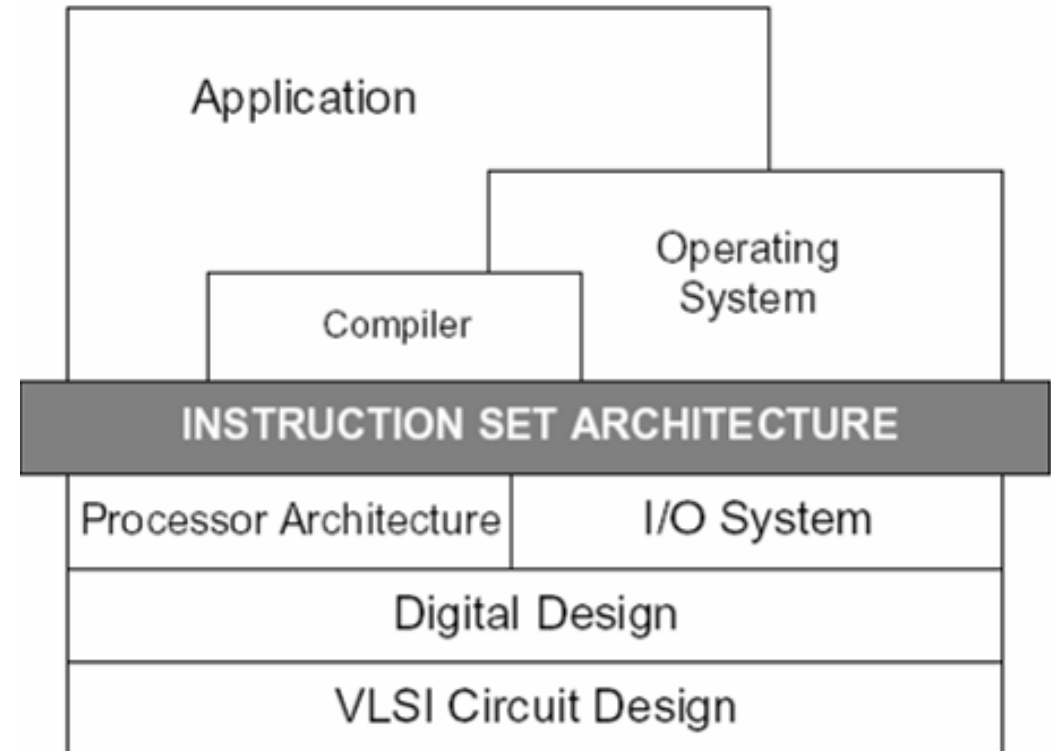 Application
Operating
System
Compiler
INSTRUCTION SET ARCHITECTURE
Processor Architecture
I/O System
Digital Design
VLSI Circuit Design